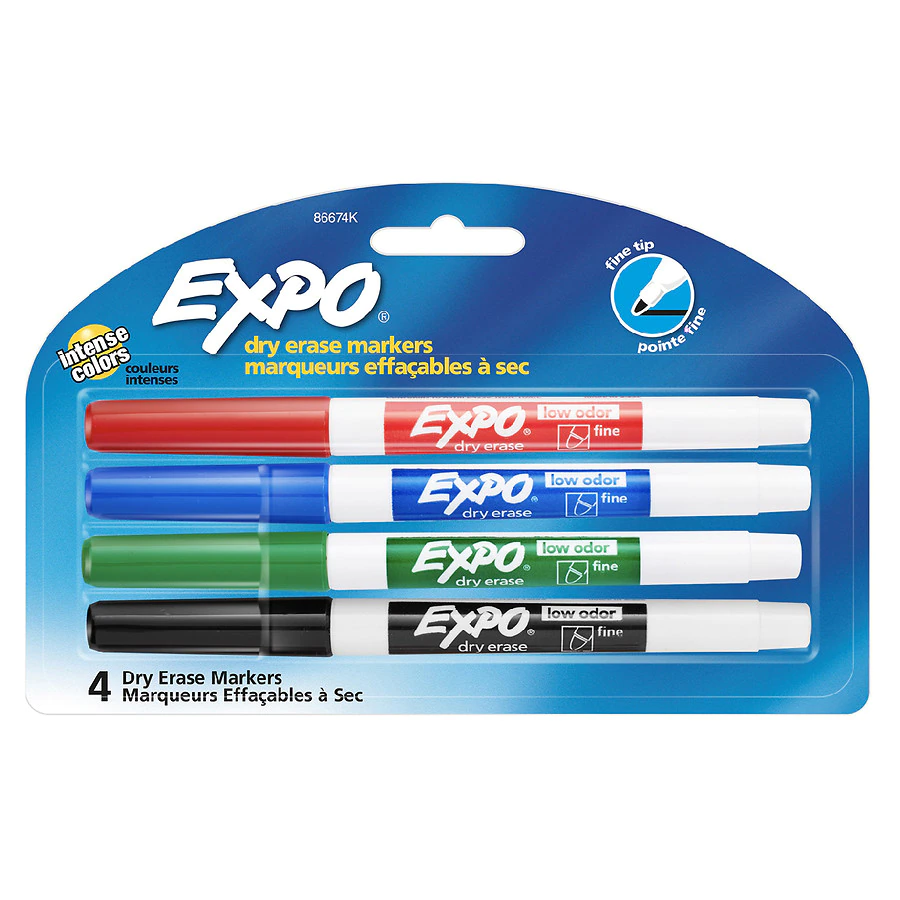 86674K
EXPO®
fine tip
pointe fine
dry erase markers
marqueurs effaçables à sec
intense
colors
couleurs
intenses
EXPO®
dry erase
low odor
fine
EXPO®
dry erase
low odor
fine
EXPO®
dry erase
low odor
fine
EXPO®
dry erase
low odor
fine
4 Dry Erase Markers
Marqueurs Effaçables à Sec